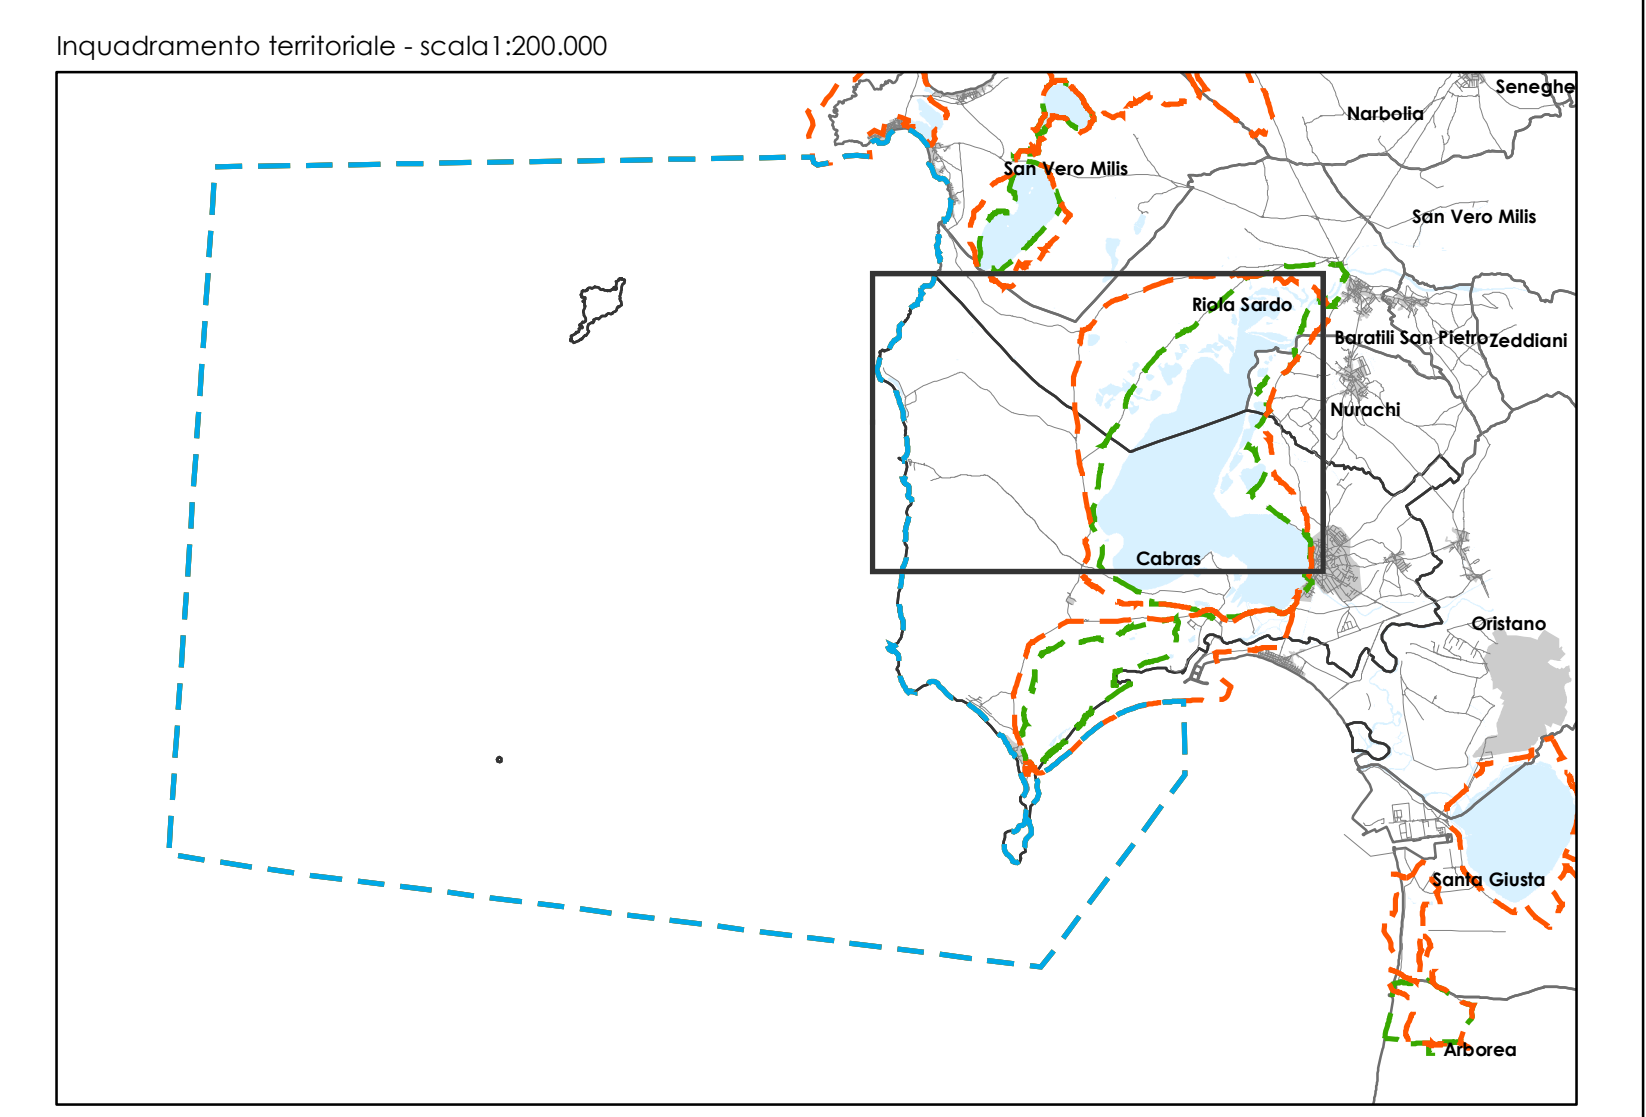 Inquadramento territoriale - scala1:200.000
Seneghe
Narbolia
San Vero Milis
San Vero Milis
Riola Sardo
Baratili San Pietro
Zeddiani
Nurachi
Cabras
Oristano
Santa Giusta
Arborea